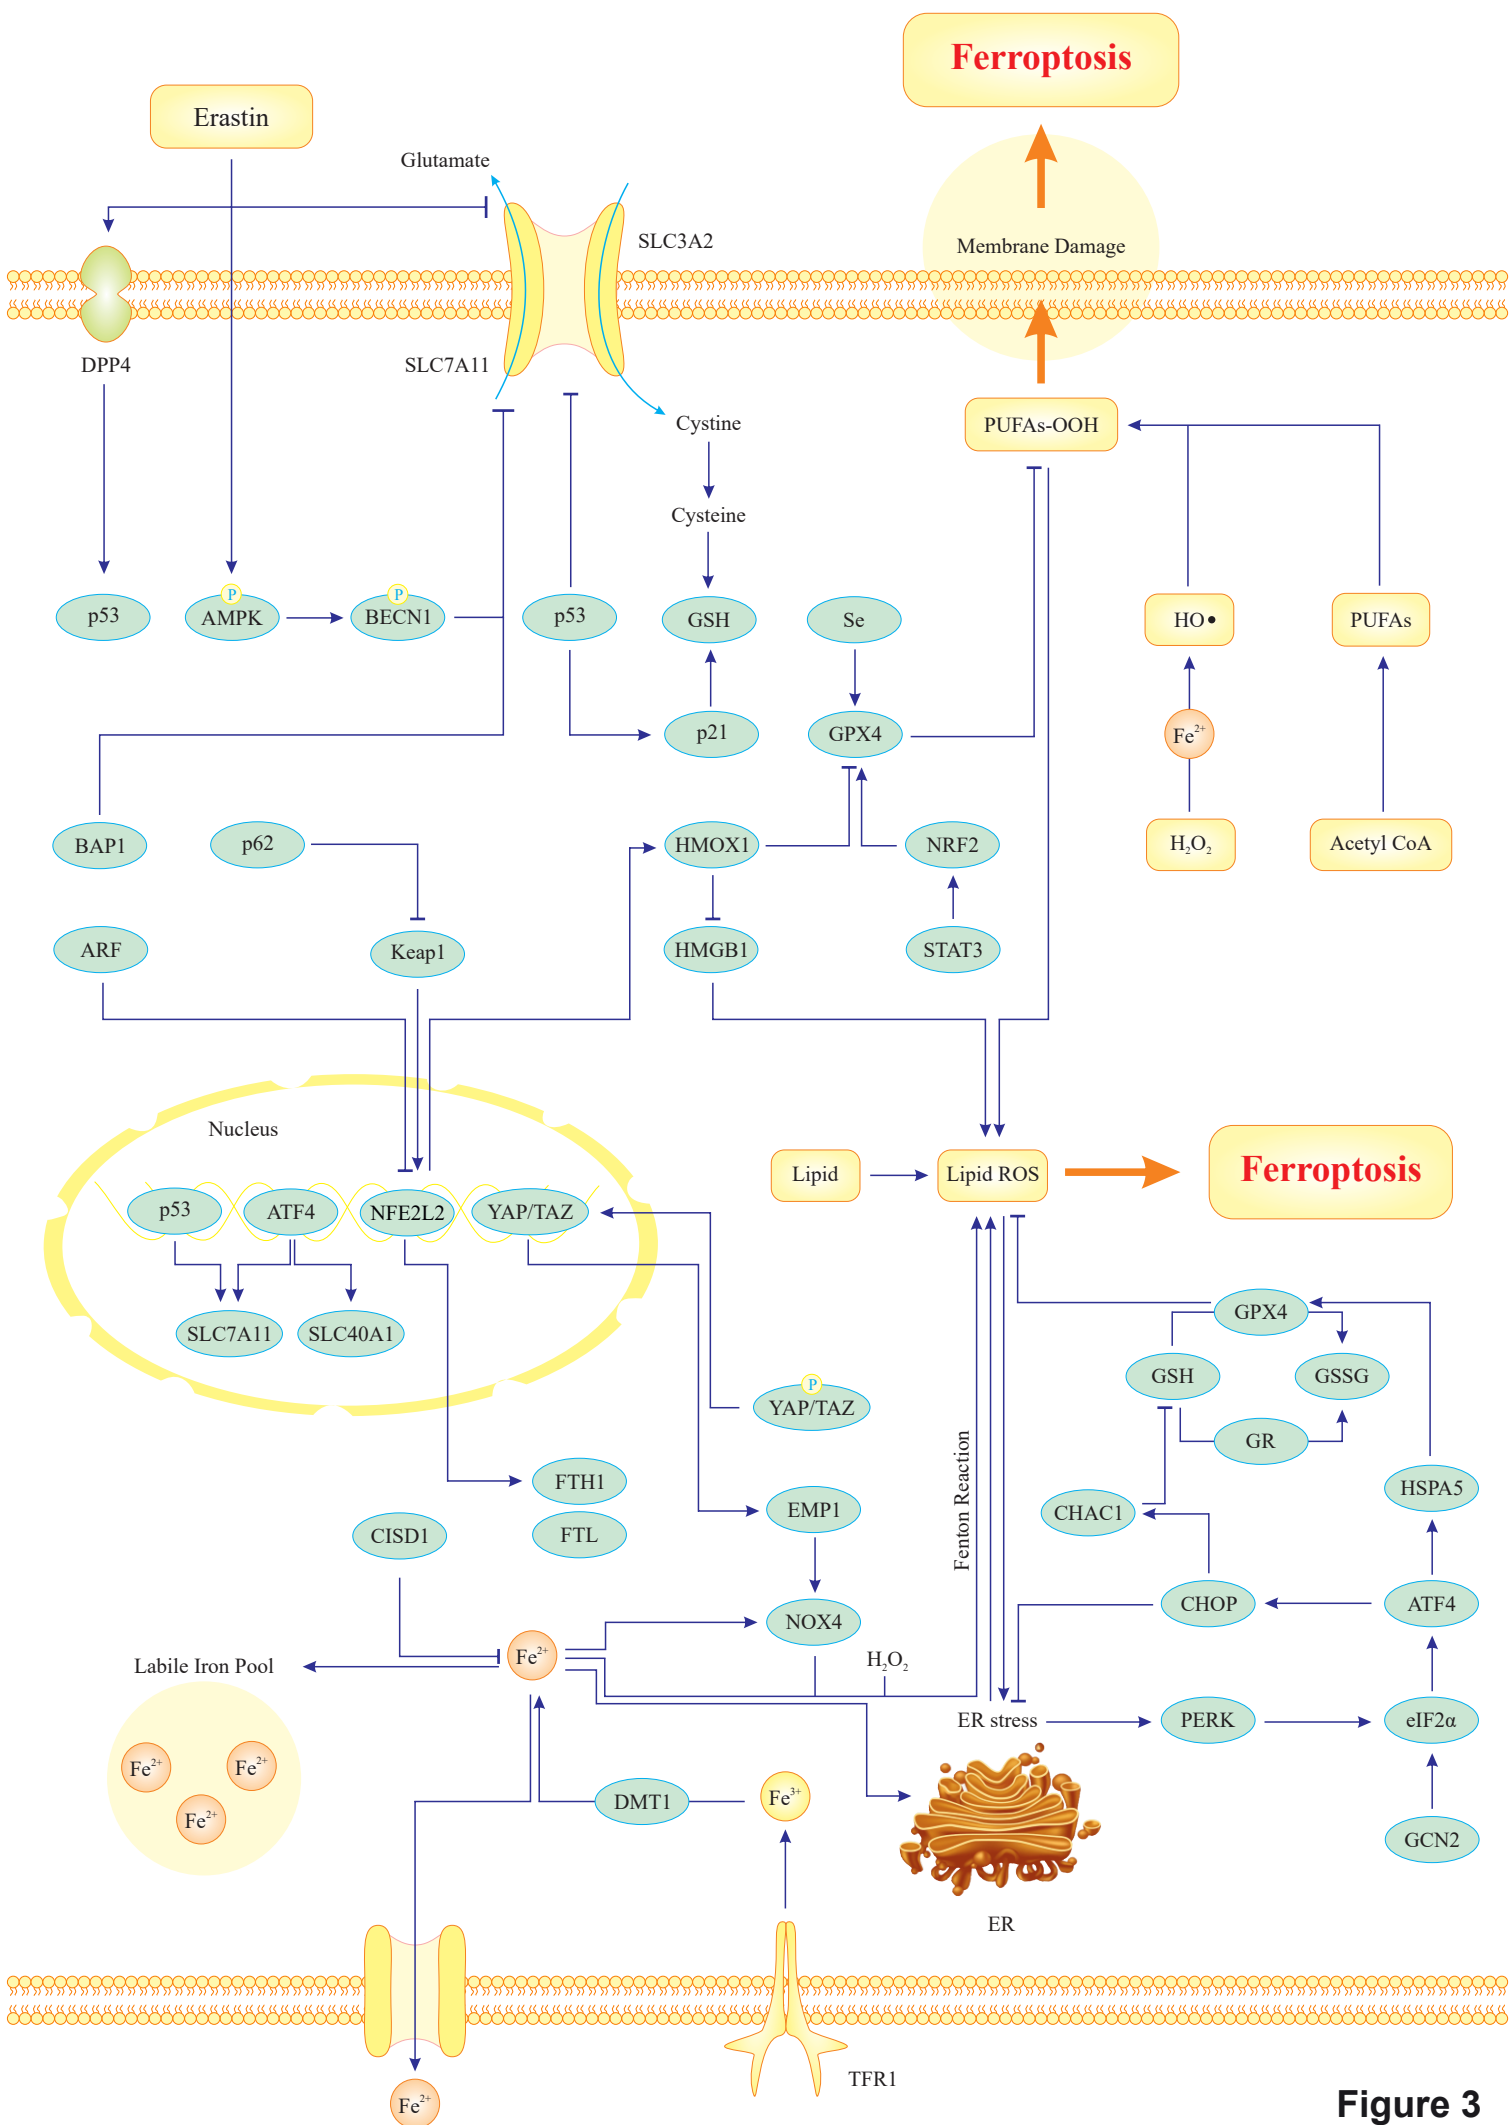 Ferroptosis
Erastin
Glutamate
SLC3A2
Membrane Damage
DPP4
SLC7A11
Cystine
PUFAs-OOH
Cysteine
P
P
p53
AMPK
BECN1
p53
GSH
Se
HO•
PUFAs
p21
GPX4
Fe²⁺
BAP1
p62
HMOX1
NRF2
H₂O₂
Acetyl CoA
ARF
Keap1
HMGB1
STAT3
Nucleus
Lipid
Lipid ROS
Ferroptosis
p53
ATF4
NFE2L2
YAP/TAZ
SLC7A11
SLC40A1
GPX4
GSH
GSSG
P
YAP/TAZ
GR
Fenton Reaction
FTH1
HSPA5
EMP1
CHAC1
CISD1
FTL
NOX4
CHOP
ATF4
Labile Iron Pool
Fe²⁺
H₂O₂
ER stress
PERK
eIF2α
Fe²⁺
Fe²⁺
Fe²⁺
DMT1
Fe³⁺
GCN2
ER
TFR1
Fe²⁺
Figure 3